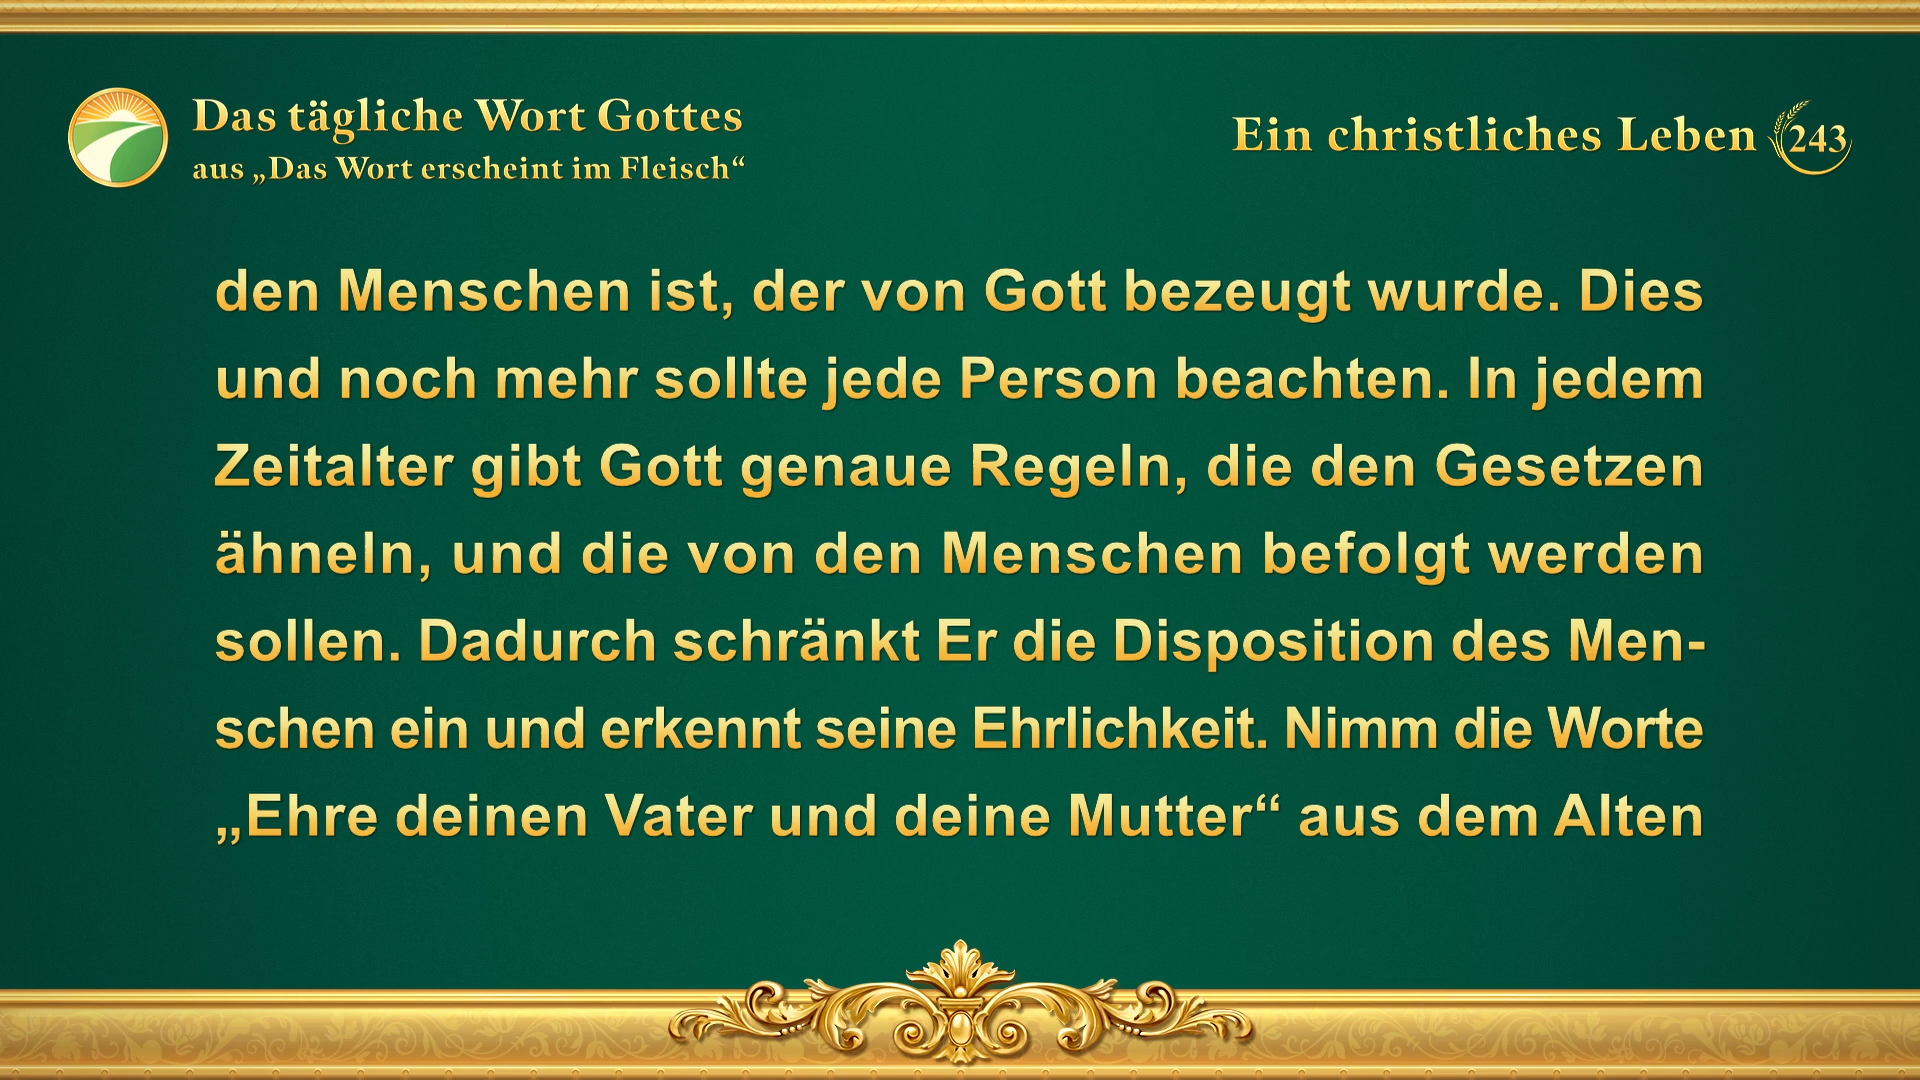 Das tägliche Wort Gottes
aus „Das Wort erscheint im Fleisch“
Ein christliches Leben 243
den Menschen ist, der von Gott bezeugt wurde. Dies
und noch mehr sollte jede Person beachten. In jedem
Zeitalter gibt Gott genaue Regeln, die den Gesetzen
ähneln, und die von den Menschen befolgt werden
sollen. Dadurch schränkt Er die Disposition des Men-
schen ein und erkennt seine Ehrlichkeit. Nimm die Worte
„Ehre deinen Vater und deine Mutter“ aus dem Alten